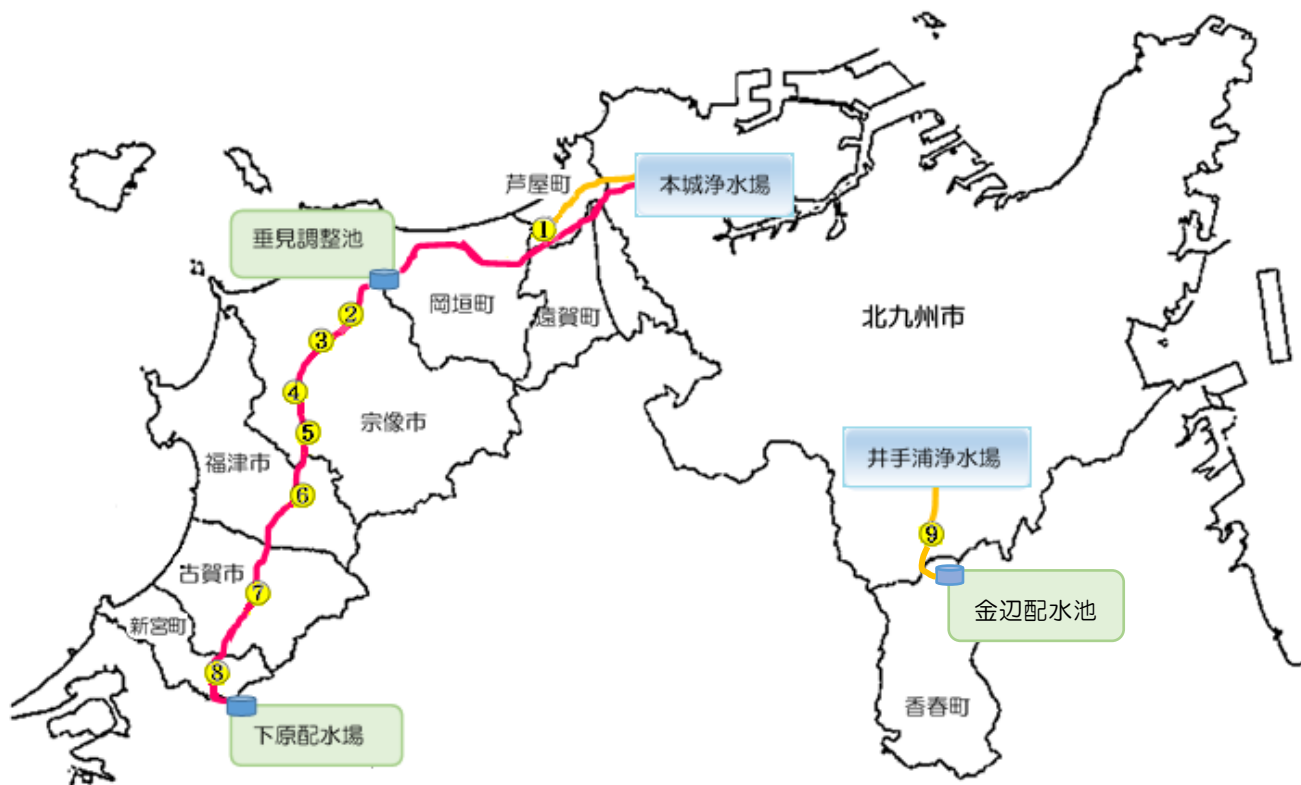 芦屋町
本城浄水場
垂見調整池
①
岡垣町
遠賀町
北九州市
②
③
④
宗像市
⑤
福津市
⑥
井手浦浄水場
⑨
古賀市
⑦
金辺配水池
新宮町
⑧
香春町
下原配水場